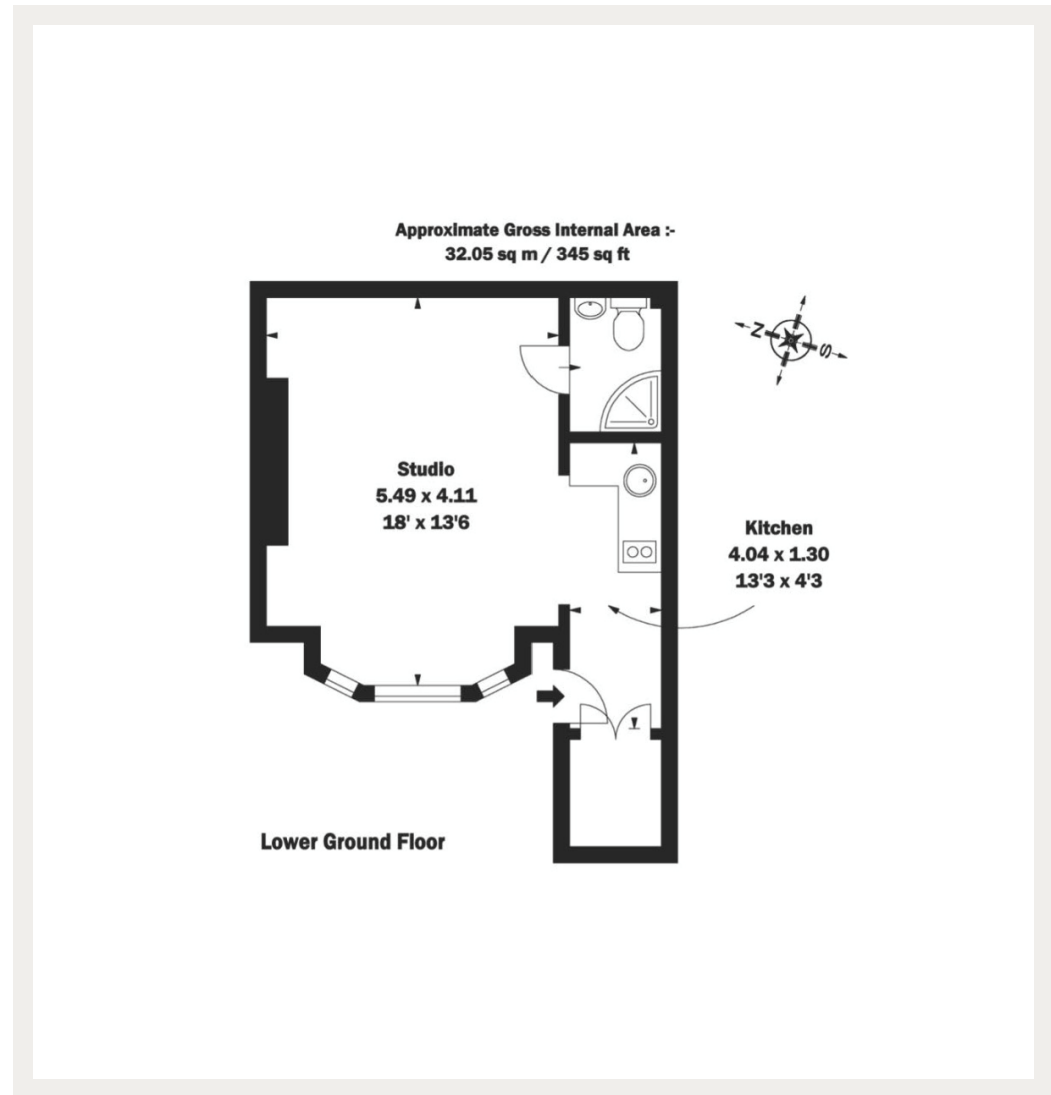 Approximate Gross Internal Area :-
32.05 sq m / 345 sq ft
N
S
Studio
5.49 x 4.11
18' x 13'6
Kitchen
4.04 x 1.30
13'3 x 4'3
Lower Ground Floor